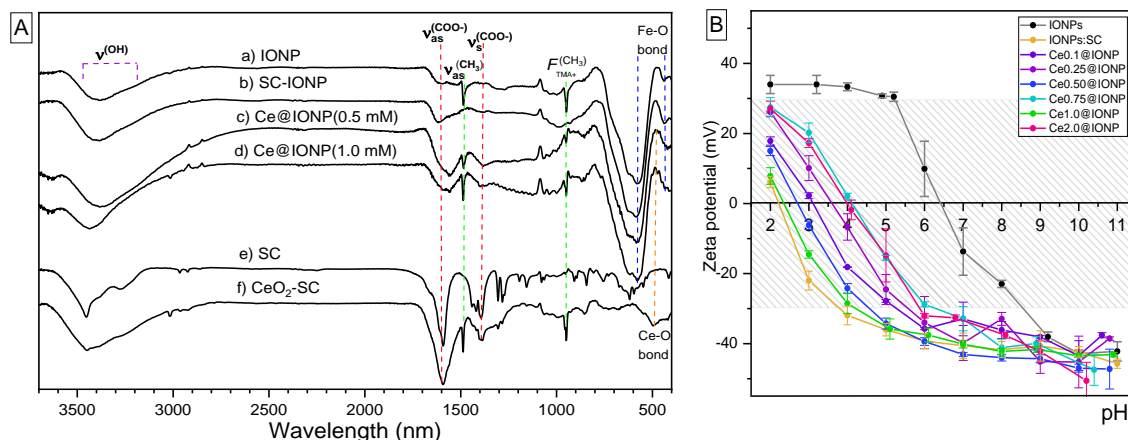 A
ν(OH)
νas(COO-)
νs(COO-)
νas(CH3)
F(CH3)
TMA+
Fe-O
bond
a) IONP
b) SC-IONP
c) Ce@IONP(0.5 mM)
d) Ce@IONP(1.0 mM)
e) SC
f) CeO2-SC
Ce-O
bond
3500 3000 2500 2000 1500 1000 500
Wavelength (nm)
B
40
20
0
-20
-40
Zeta potential (mV)
2 3 4 5 6 7 8 9 10 11
pH
IONPs
IONPs:SC
Ce0.1@IONP
Ce0.25@IONP
Ce0.50@IONP
Ce0.75@IONP
Ce1.0@IONP
Ce2.0@IONP